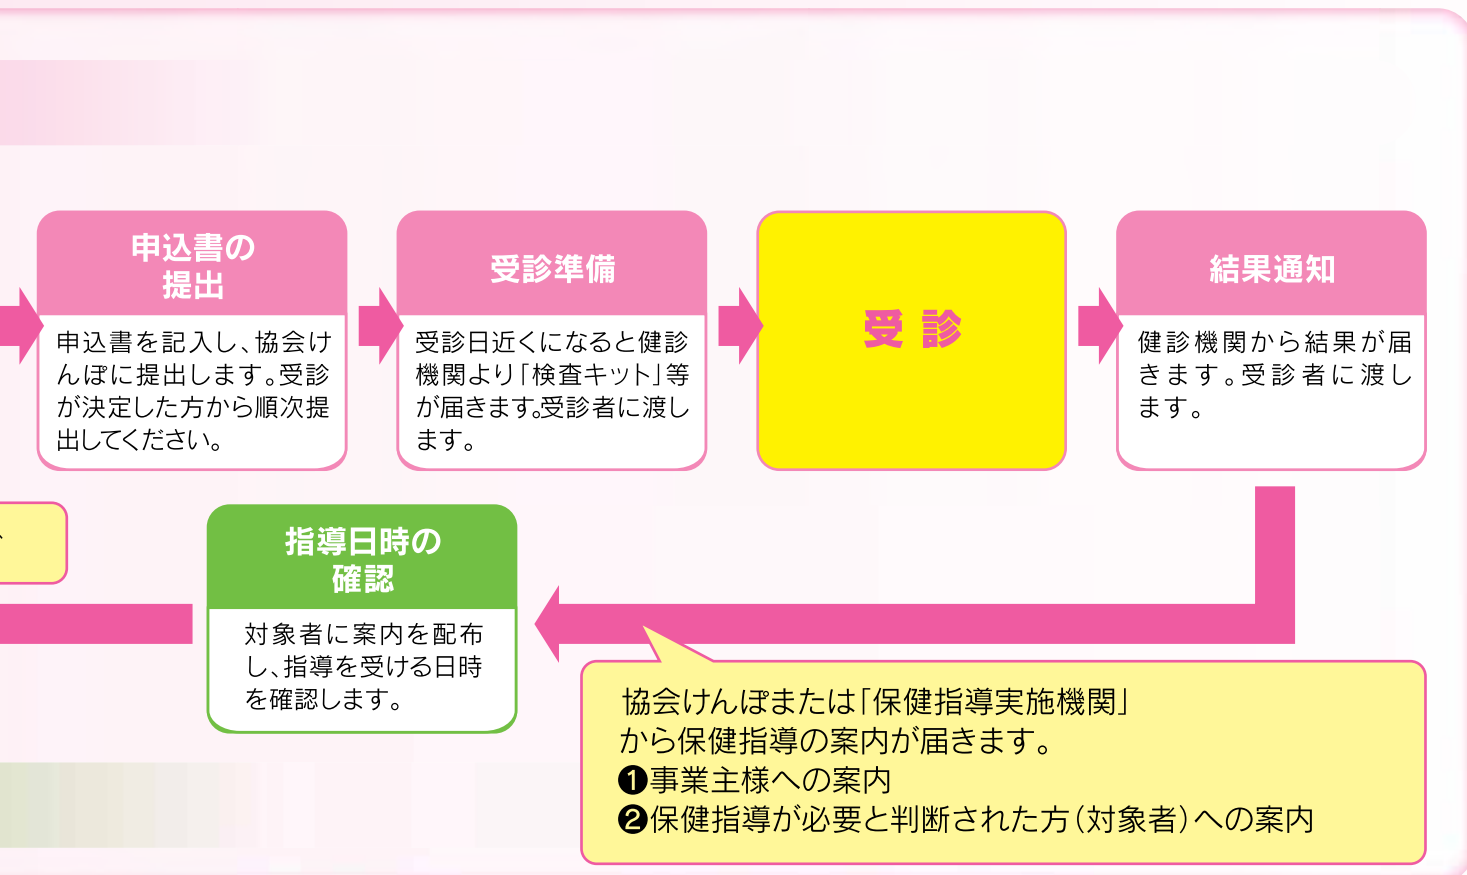 申込書の
提出
申込書を記入し、協会け
んぽに提出します。受診
が決定した方から順次提
出してください。
受診準備
受診日近くになると健診
機関より「検査キット」等
が届きます。受診者に渡し
ます。
受診
結果通知
健診機関から結果が届
きます。受診者に渡し
ます。
指導日時の
確認
対象者に案内を配布
し、指導を受ける日時
を確認します。
協会けんぽまたは「保健指導実施機関」
から保健指導の案内が届きます。
❶事業主様への案内
❷保健指導が必要と判断された方(対象者)への案内